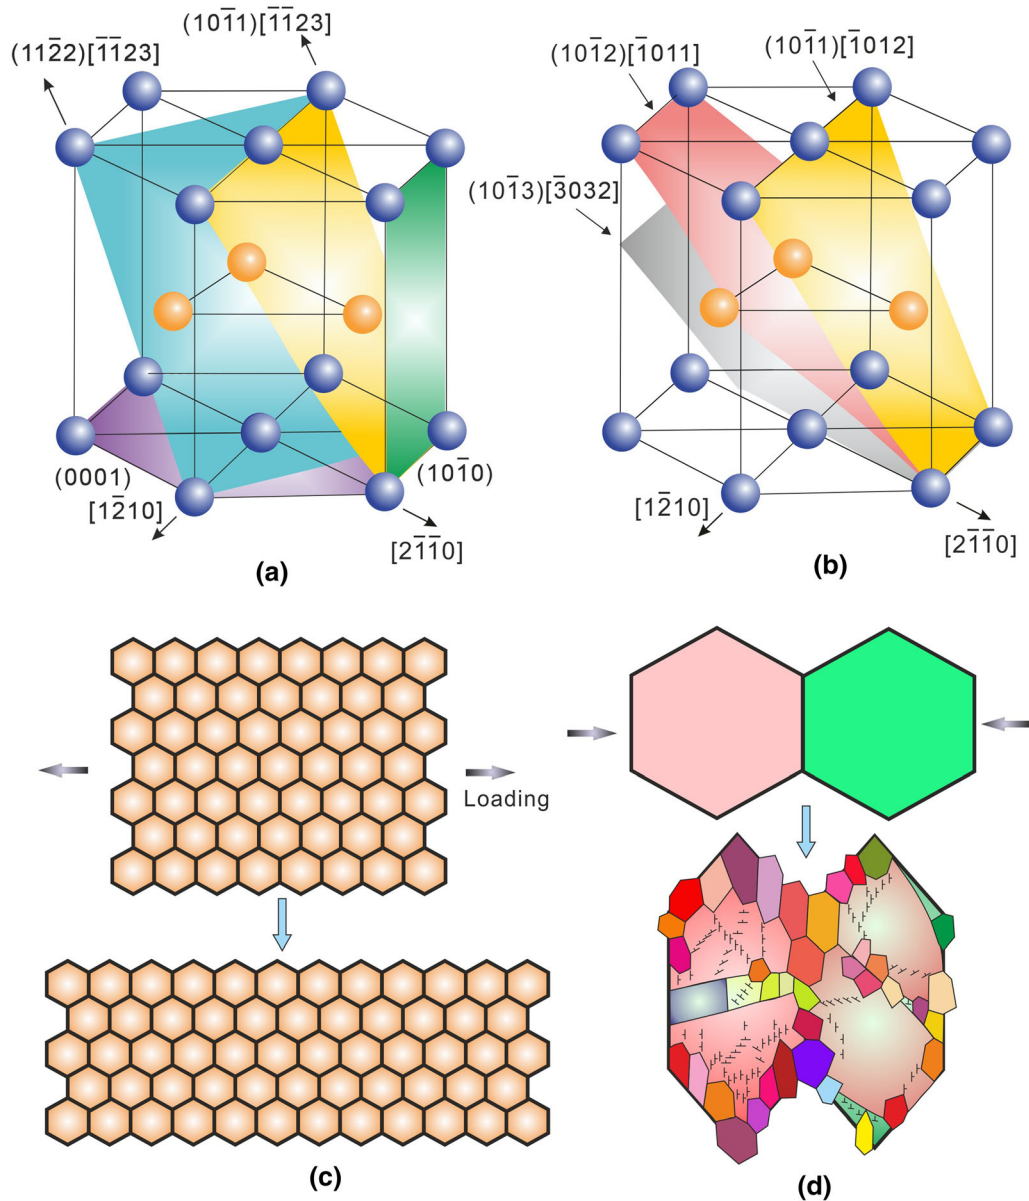 (112̅2)[1̅1̅23]
(101̅1)[1̅1̅23]
(0001)
[12̅10]
(101̅0)
[21̅1̅0]
(a)
(101̅2)[1̅011]
(101̅1)[1̅012]
(101̅3)[3̅032]
[12̅10]
[21̅1̅0]
(b)
Loading
(c)
(d)